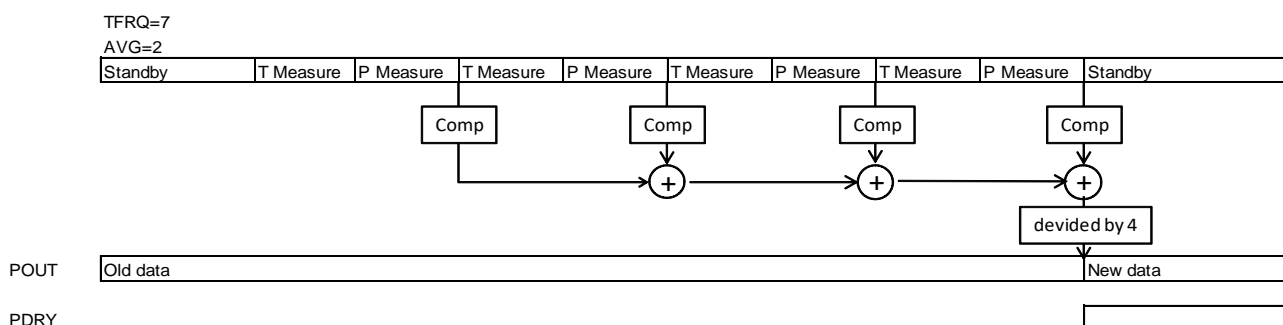 TFRQ=7
AVG=2
Standby T Measure P Measure T Measure P Measure T Measure P Measure T Measure P Measure Standby
Comp Comp Comp Comp
+ + +
devided by 4
POUT Old data New data
PDRY